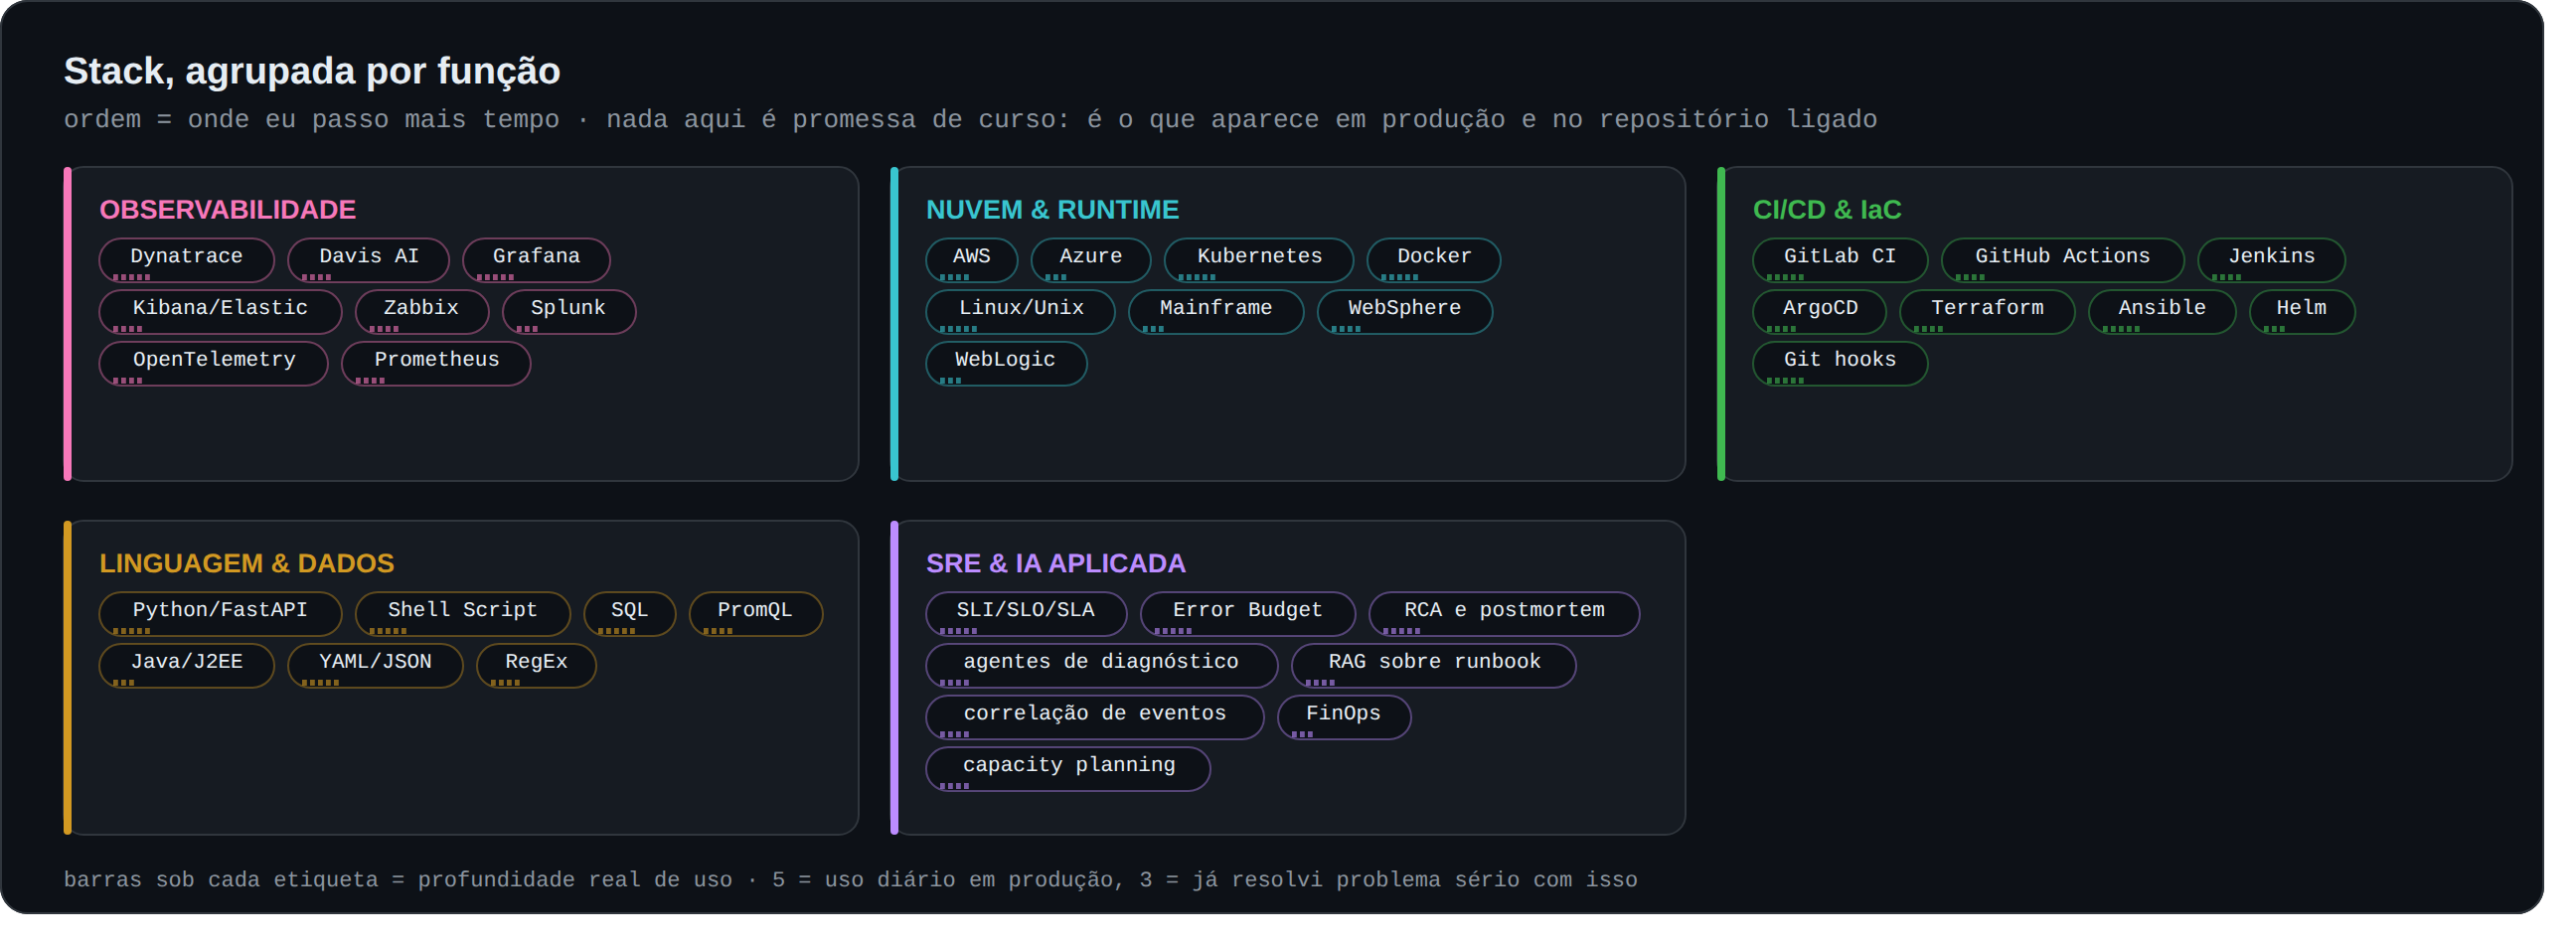 Stack, agrupada por função
ordem = onde eu passo mais tempo · nada aqui é promessa de curso: é o que aparece em produção e no repositório ligado
OBSERVABILIDADE
Dynatrace Davis AI Grafana
Kibana/Elastic Zabbix Splunk
OpenTelemetry Prometheus
NUVEM & RUNTIME
AWS Azure Kubernetes Docker
Linux/Unix Mainframe WebSphere
WebLogic
CI/CD & IaC
GitLab CI GitHub Actions Jenkins
ArgoCD Terraform Ansible Helm
Git hooks
LINGUAGEM & DADOS
Python/FastAPI Shell Script SQL PromQL
Java/J2EE YAML/JSON RegEx
SRE & IA APLICADA
SLI/SLO/SLA Error Budget RCA e postmortem
agentes de diagnóstico RAG sobre runbook
correlação de eventos FinOps
capacity planning
barras sob cada etiqueta = profundidade real de uso · 5 = uso diário em produção, 3 = já resolvi problema sério com isso